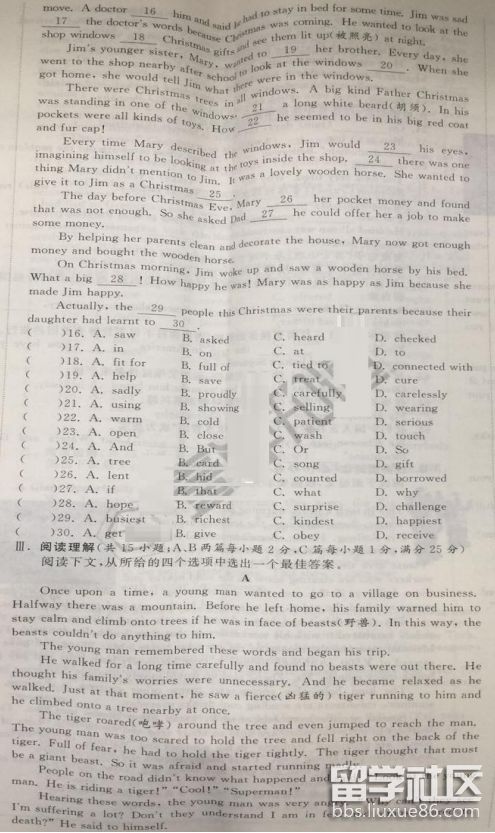 move. A doctor 16 him and said he had to stay in bed for some time. Jim was sad
17 the doctor's words because Christmas was coming. He wanted to look at the
shop windows 18 Christmas gifts and see them lit up(被照亮) at night.
Jim's younger sister, Mary, wanted to 19 her brother. Every day, she
went to the shop nearby after school to look at the windows 20 . When she
got home, she would tell Jim what there were in the windows.
There were Christmas trees in all windows. A big kind Father Christmas
was standing in one of the windows, 21 a long white beard(胡须). In his
pockets were all kinds of toys. How 22 he seemed to be in his big red coat
and fur cap!
Every time Mary described the windows, Jim would 23 his eyes,
imagining himself to be looking at the toys inside the shop. 24 there was one
thing Mary didn't mention to Jim. It was a lovely wooden horse. She wanted to
give it to Jim as a Christmas 25 .
The day before Christmas Eve, Mary 26 her pocket money and found
that was not enough. So she asked Dad 27 he could offer her a job to make
some money.
By helping her parents clean and decorate the house, Mary now got enough
money and bought the wooden horse.
On Christmas morning, Jim woke up and saw a wooden horse by his bed.
What a big 28 ! How happy he was! Mary was as happy as Jim because she
made Jim happy.
Actually, the 29 people this Christmas were their parents because their
daughter had learnt to 30 .
( )16. A. saw B. asked C. heard D. checked
( )17. A. in B. on C. at D. to
( )18. A. fit for B. full of C. tied to D. connected with
( )19. A. help B. save C. treat D. cure
( )20. A. sadly B. proudly C. carefully D. carelessly
( )21. A. using B. showing C. selling D. wearing
( )22. A. warm B. cold C. patient D. serious
( )23. A. open B. close C. wash D. touch
( )24. A. And B. But C. Or D. So
( )25. A. tree B. card C. song D. gift
( )26. A. lent B. hid C. counted D. borrowed
( )27. A. if B. that C. what D. why
( )28. A. hope B. reward C. surprise D. challenge
( )29. A. busiest B. richest C. kindest D. happiest
( )30. A. get B. give C. obey D. receive
Ⅲ. 阅读理解(共 15 小题;A、B 两篇每小题 2 分,C 篇每小题 1 分,满分 25 分)
阅读下文,从所给的四个选项中选出一个最佳答案。
A
Once upon a time, a young man wanted to go to a village on business.
Halfway there was a mountain. Before he left home, his family warned him to
stay calm and climb onto trees if he was in face of beasts(野兽). In this way, the
beasts couldn't do anything to him.
The young man remembered these words and began his trip.
He walked for a long time carefully and found no beasts were out there. He
thought his family's worries were unnecessary. And he became relaxed as he
walked. Just at that moment, he saw a fierce(凶猛的) tiger running to him and
he climbed onto a tree nearby at once.
The tiger roared(咆哮) around the tree and even jumped to reach the man.
The young man was too scared to hold the tree and fell right on the back of the
tiger. Full of fear, he had to hold the tiger tightly. The tiger thought that must
be a giant beast. So it was afraid and started running madly.
People on the road didn't know what happened and
man. He is riding a tiger!" "Cool!" "Superman!"
Hearing these words, the young man was very Why
I'm suffering a lot? Don't they understand I am in
death?" He said to himself.
留学社区
bbs.liuxue86.com